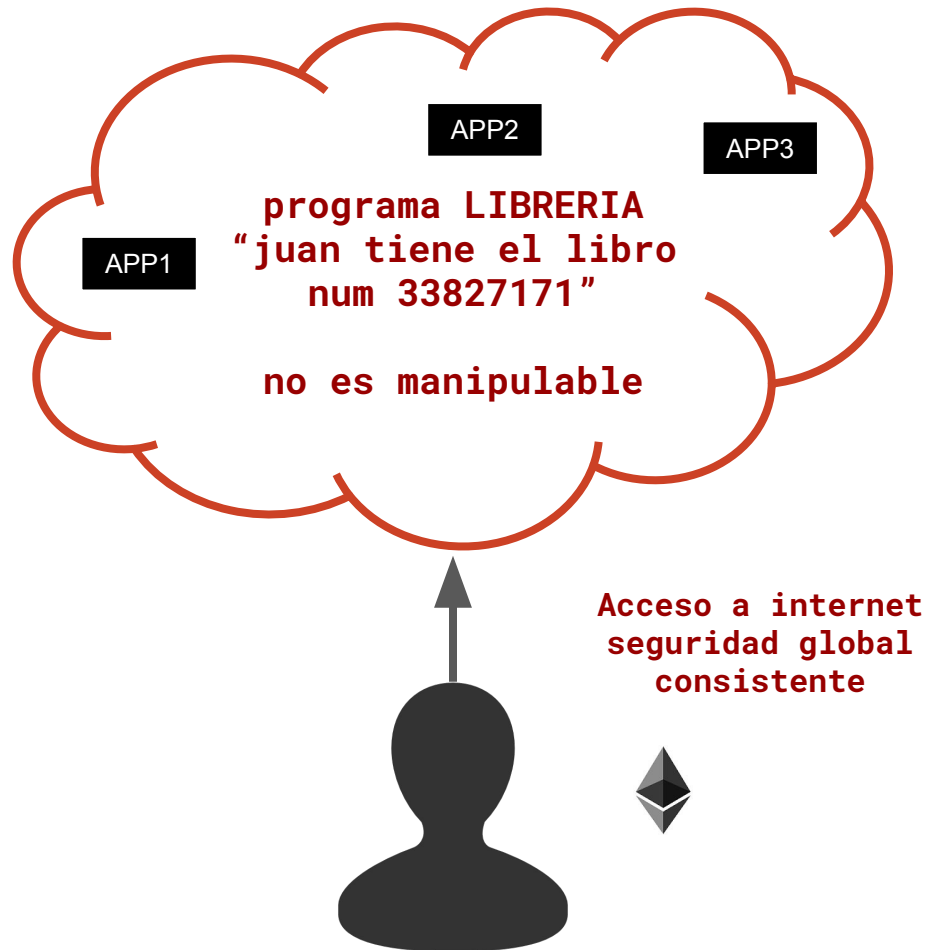 APP2
APP3
programa LIBRERIA
“juan tiene el libro
num 33827171”
APP1
no es manipulable
Acceso a internet
seguridad global
consistente